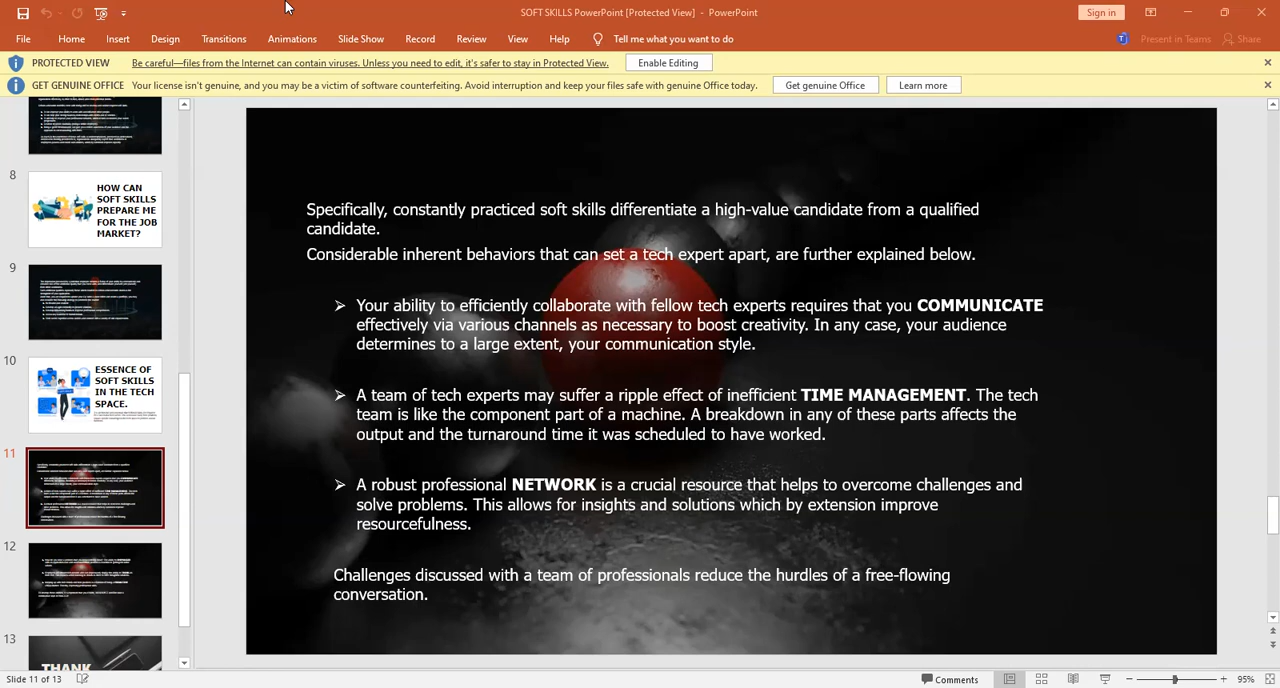 SOFT SKILLS PowerPoint [Protected View] - PowerPoint
Sign in
File Home Insert Design Transitions Animations Slide Show Record Review View Help Tell me what you want to do
Present in Teams Share
PROTECTED VIEW Be careful—files from the Internet can contain viruses. Unless you need to edit, it's safer to stay in Protected View. Enable Editing
GET GENUINE OFFICE Your license isn't genuine, and you may be a victim of software counterfeiting. Avoid interruption and keep your files safe with genuine Office today. Get genuine Office Learn more
8
HOW CAN
SOFT SKILLS
PREPARE ME
FOR THE JOB
MARKET?
9
10
ESSENCE OF
SOFT SKILLS
IN THE TECH
SPACE.
11
12
13
THANK
Specifically, constantly practiced soft skills differentiate a high-value candidate from a qualified
candidate.
Considerable inherent behaviors that can set a tech expert apart, are further explained below.
➢ Your ability to efficiently collaborate with fellow tech experts requires that you COMMUNICATE
effectively via various channels as necessary to boost creativity. In any case, your audience
determines to a large extent, your communication style.
➢ A team of tech experts may suffer a ripple effect of inefficient TIME MANAGEMENT. The tech
team is like the component part of a machine. A breakdown in any of these parts affects the
output and the turnaround time it was scheduled to have worked.
➢ A robust professional NETWORK is a crucial resource that helps to overcome challenges and
solve problems. This allows for insights and solutions which by extension improve
resourcefulness.
Challenges discussed with a team of professionals reduce the hurdles of a free-flowing
conversation.
Slide 11 of 13
Comments
95%